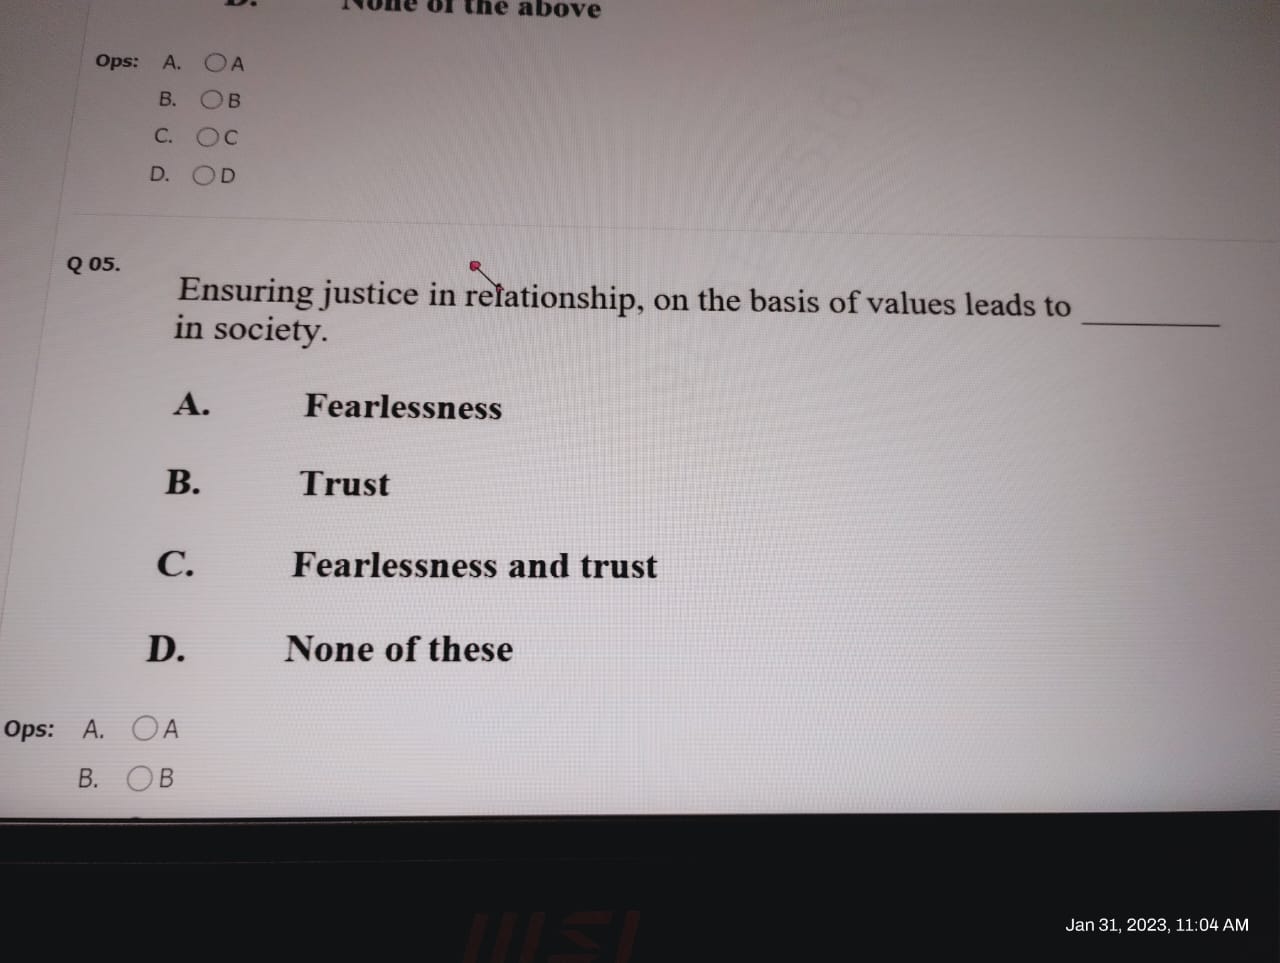 None of the above
Ops: A. A
B. B
C. C
D. D
Q 05.
Ensuring justice in relationship, on the basis of values leads to ________
in society.
A. Fearlessness
B. Trust
C. Fearlessness and trust
D. None of these
Ops: A. A
B. B
Jan 31, 2023, 11:04 AM